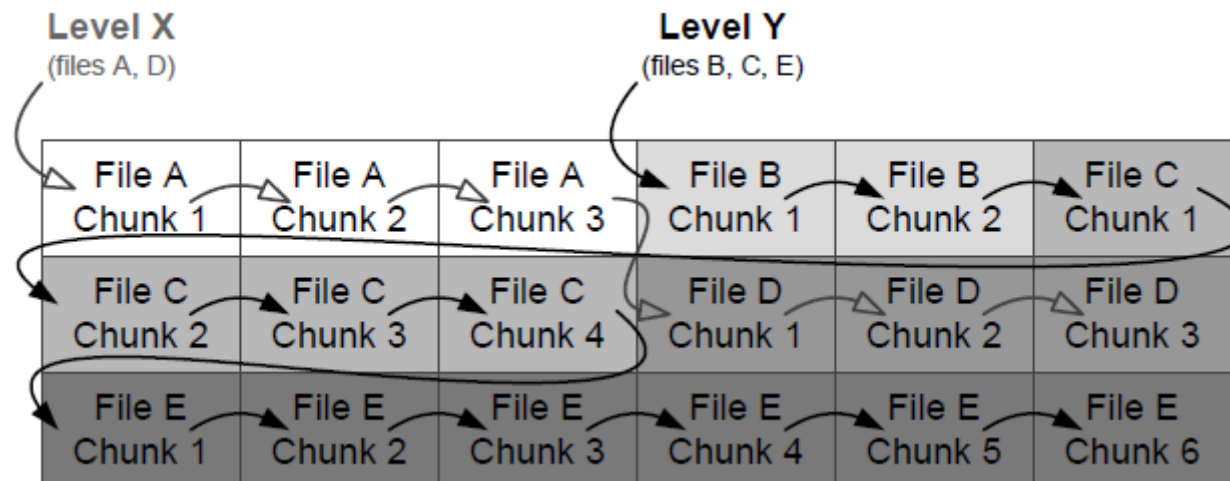 Level X
(files A, D)
Level Y
(files B, C, E)
File A
Chunk 1
File A
Chunk 2
File A
Chunk 3
File B
Chunk 1
File B
Chunk 2
File C
Chunk 1
File C
Chunk 2
File C
Chunk 3
File C
Chunk 4
File D
Chunk 1
File D
Chunk 2
File D
Chunk 3
File E
Chunk 1
File E
Chunk 2
File E
Chunk 3
File E
Chunk 4
File E
Chunk 5
File E
Chunk 6